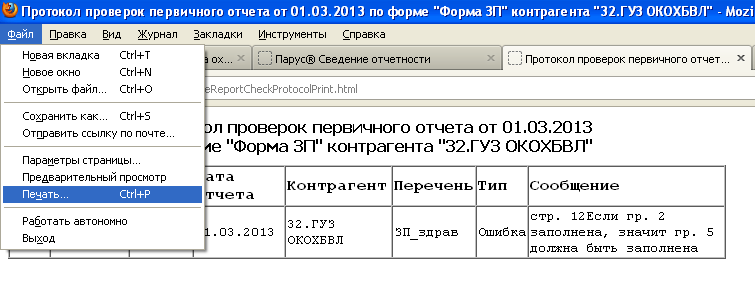 Протокол проверок первичного отчета от 01.03.2013 по форме "Форма ЗП" контрагента "32.ГУЗ ОКОХБВЛ" - Mozi
Файл Правка Вид Журнал Закладки Инструменты Справка
Новая вкладка Ctrl+T
Новое окно Ctrl+N
Открыть файл... Ctrl+O
Сохранить как... Ctrl+S
Отправить ссылку по почте...
Параметры страницы...
Предварительный просмотр
Печать... Ctrl+P
Работать автономно
Выход
а ох... Парус® Сведение отчетности Протокол проверок первичного отчет...
eReportCheckProtocolPrint.html
кол проверок первичного отчета от 01.03.2013
ме "Форма ЗП" контрагента "32.ГУЗ ОКОХБВЛ"
ата
отчета
Контрагент
Перечень
Тип
Сообщение
1.03.2013
32.ГУЗ
ОКОХБВЛ
ЗП_здрав
Ошибка
стр. 12Если гр. 2
заполнена, значит гр. 5
должна быть заполнена